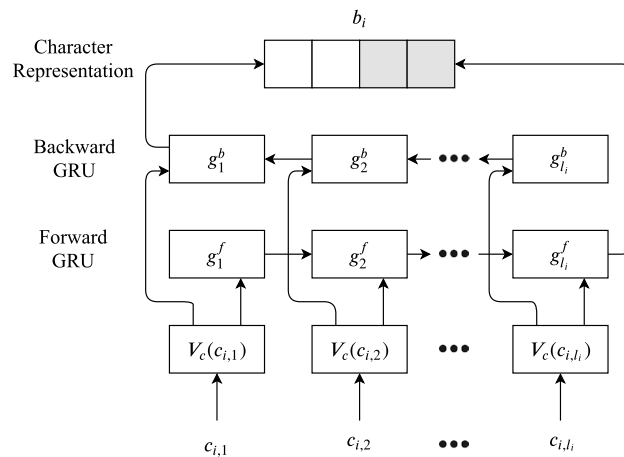 b_i
Character
Representation
Backward
GRU
g_1^b
g_2^b
•••
g_{l_i}^b
Forward
GRU
g_1^f
g_2^f
•••
g_{l_i}^f
V_c(c_{i,1})
V_c(c_{i,2})
•••
V_c(c_{i,l_i})
c_{i,1}
c_{i,2}
•••
c_{i,l_i}